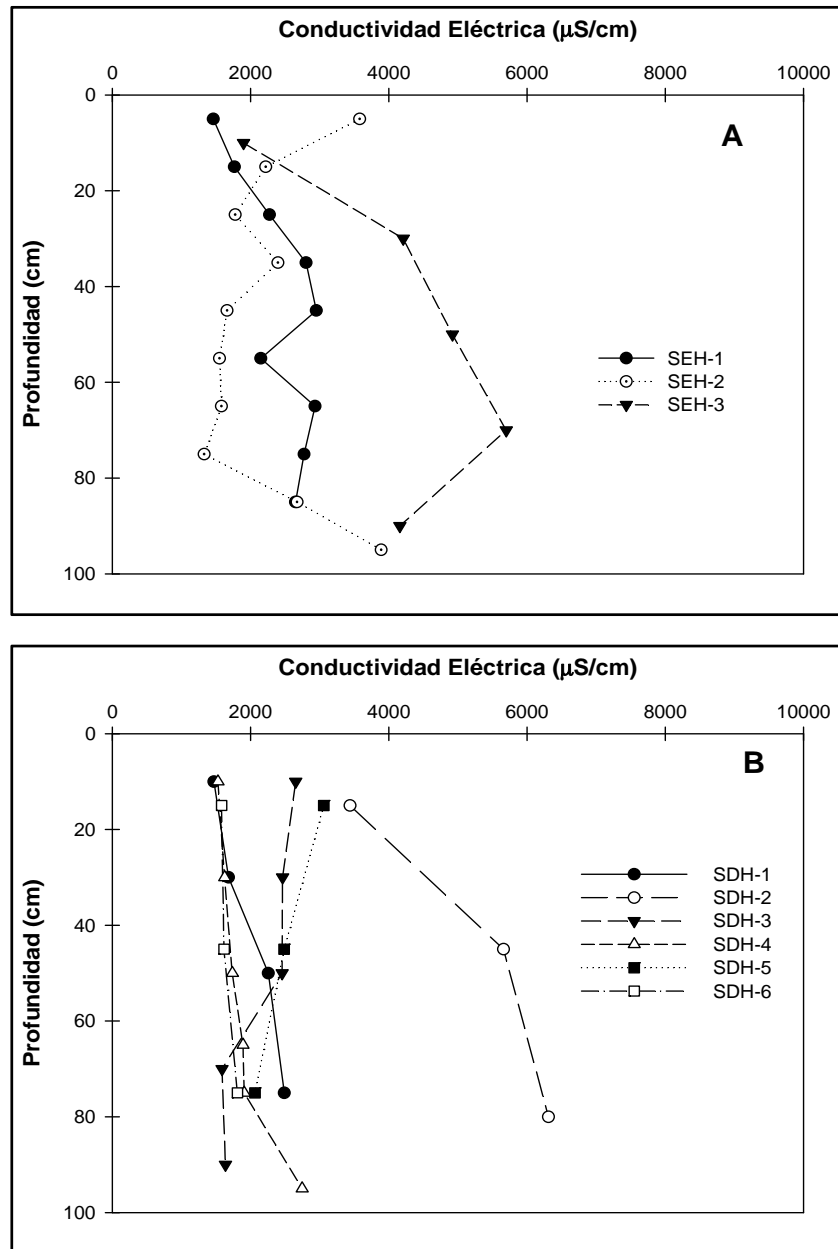 Conductividad Eléctrica (µS/cm)
0 2000 4000 6000 8000 10000
0
20
40
60
80
100
Profundidad (cm)
A
SEH-1
SEH-2
SEH-3
Conductividad Eléctrica (µS/cm)
0 2000 4000 6000 8000 10000
0
20
40
60
80
100
Profundidad (cm)
B
SDH-1
SDH-2
SDH-3
SDH-4
SDH-5
SDH-6